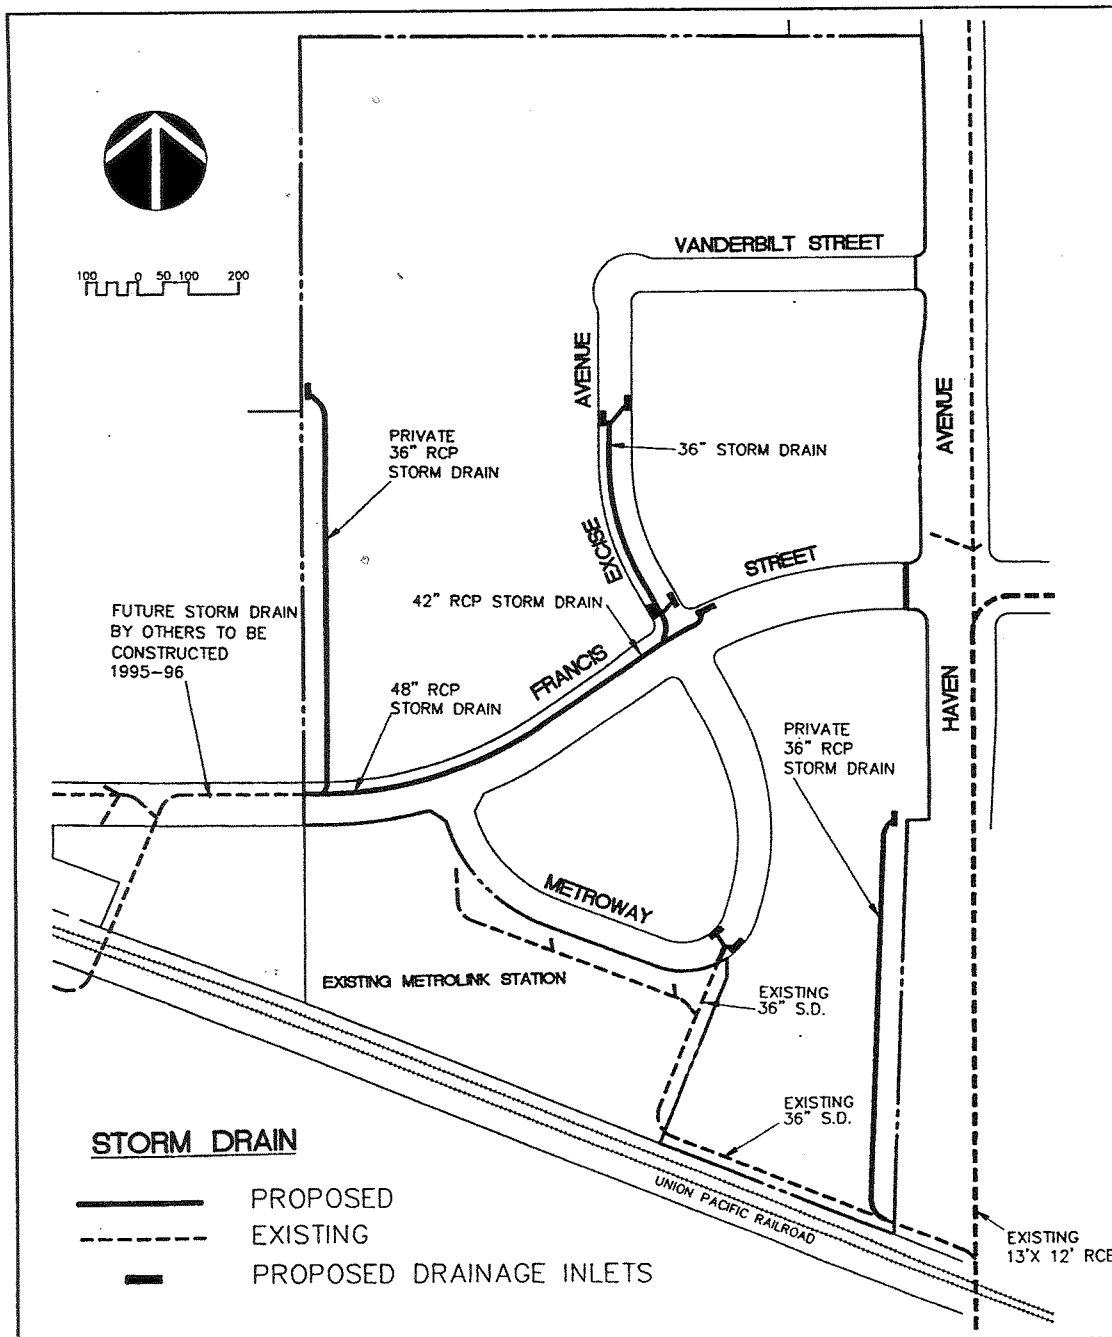 VANDERBILT STREET
100 0 50 100 200
AVENUE
AVENUE
PRIVATE
36" RCP
STORM DRAIN
36" STORM DRAIN
EXCISE
STREET
42" RCP STORM DRAIN
FUTURE STORM DRAIN
BY OTHERS TO BE
CONSTRUCTED
1995-96
FRANCIS
48" RCP
STORM DRAIN
HAVEN
PRIVATE
36" RCP
STORM DRAIN
METROWAY
EXISTING METROLINK STATION
EXISTING
36" S.D.
EXISTING
36" S.D.
UNION PACIFIC RAILROAD
EXISTING
13'X 12' RCB
STORM DRAIN
PROPOSED
EXISTING
PROPOSED DRAINAGE INLETS